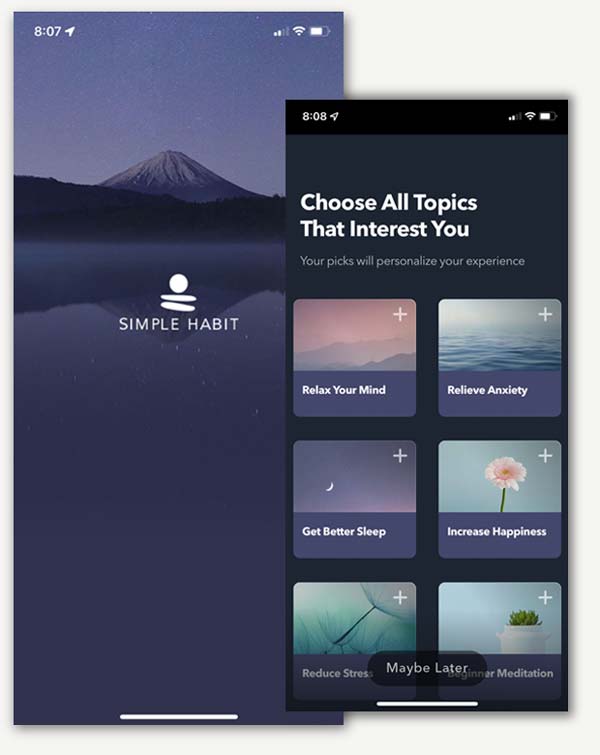 8:07
SIMPLE HABIT
8:08
Choose All Topics
That Interest You
Your picks will personalize your experience
Relax Your Mind
Relieve Anxiety
Get Better Sleep
Increase Happiness
Reduce Stress
Beginner Meditation
Maybe Later